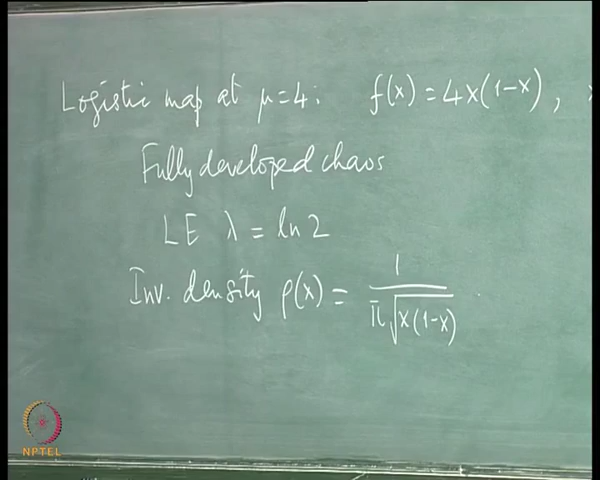 Logistic map at μ=4: f(x) = 4x(1-x),
Fully developed chaos
LE λ = ln 2
Inv. density ρ(x) = 1/(π√(x(1-x)))
NPTEL